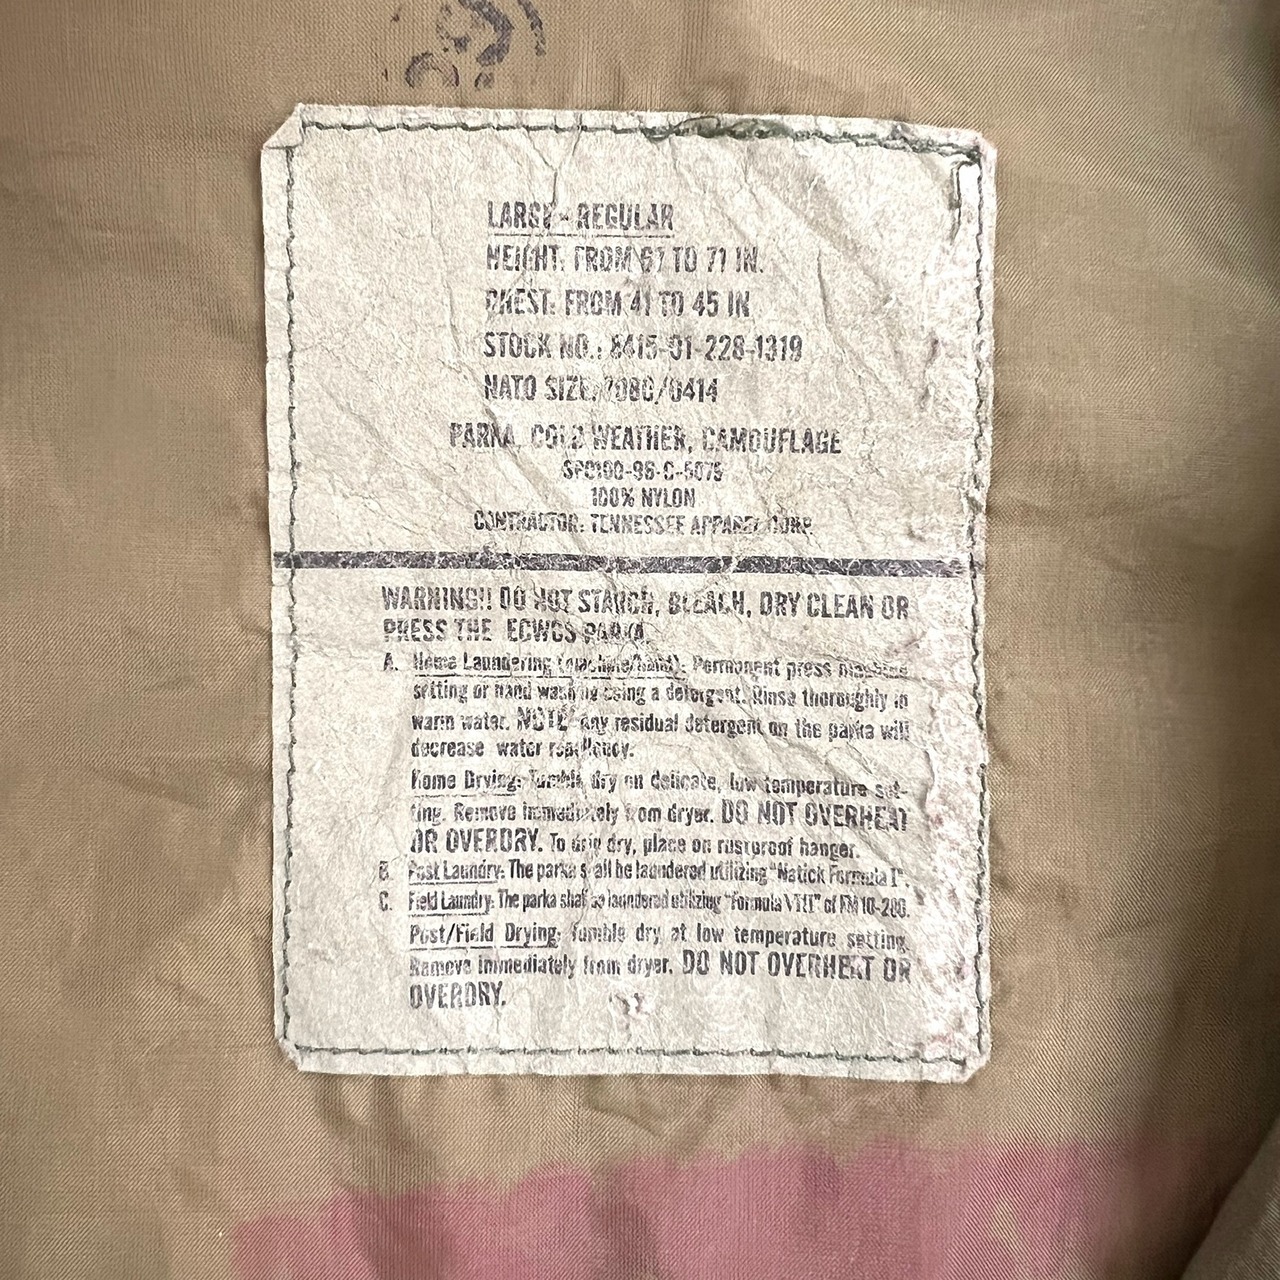 LARGE - REGULAR
HEIGHT: FROM 67 TO 71 IN.
CHEST: FROM 41 TO 45 IN
STOCK NO.: 8415-01-228-1319
NATO SIZE: 7080/0414
PARKA, COLD WEATHER, CAMOUFLAGE
SPO100-96-C-5075
100% NYLON
CONTRACTOR: TENNESSEE APPAREL CORP.
WARNING!! DO NOT STARCH, BLEACH, DRY CLEAN OR
PRESS THE ECWCS PARKA.
A. Home Laundering (machine/hand): Permanent press machine
setting or hand washing using a detergent. Rinse thoroughly in
warm water. NOTE Any residual detergent on the parka will
decrease water repellency.
Home Drying: Tumble dry on delicate, low temperature set-
ting. Remove immediately from dryer. DO NOT OVERHEAT
OR OVERDRY. To drip dry, place on rustproof hanger.
B. Post Laundry: The parka shall be laundered utilizing "Natick Formula I".
C. Field Laundry: The parka shall be laundered utilizing "Formula VIII" of FM 10-280.
Post/Field Drying: Tumble dry at low temperature setting.
Remove immediately from dryer. DO NOT OVERHEAT OR
OVERDRY.